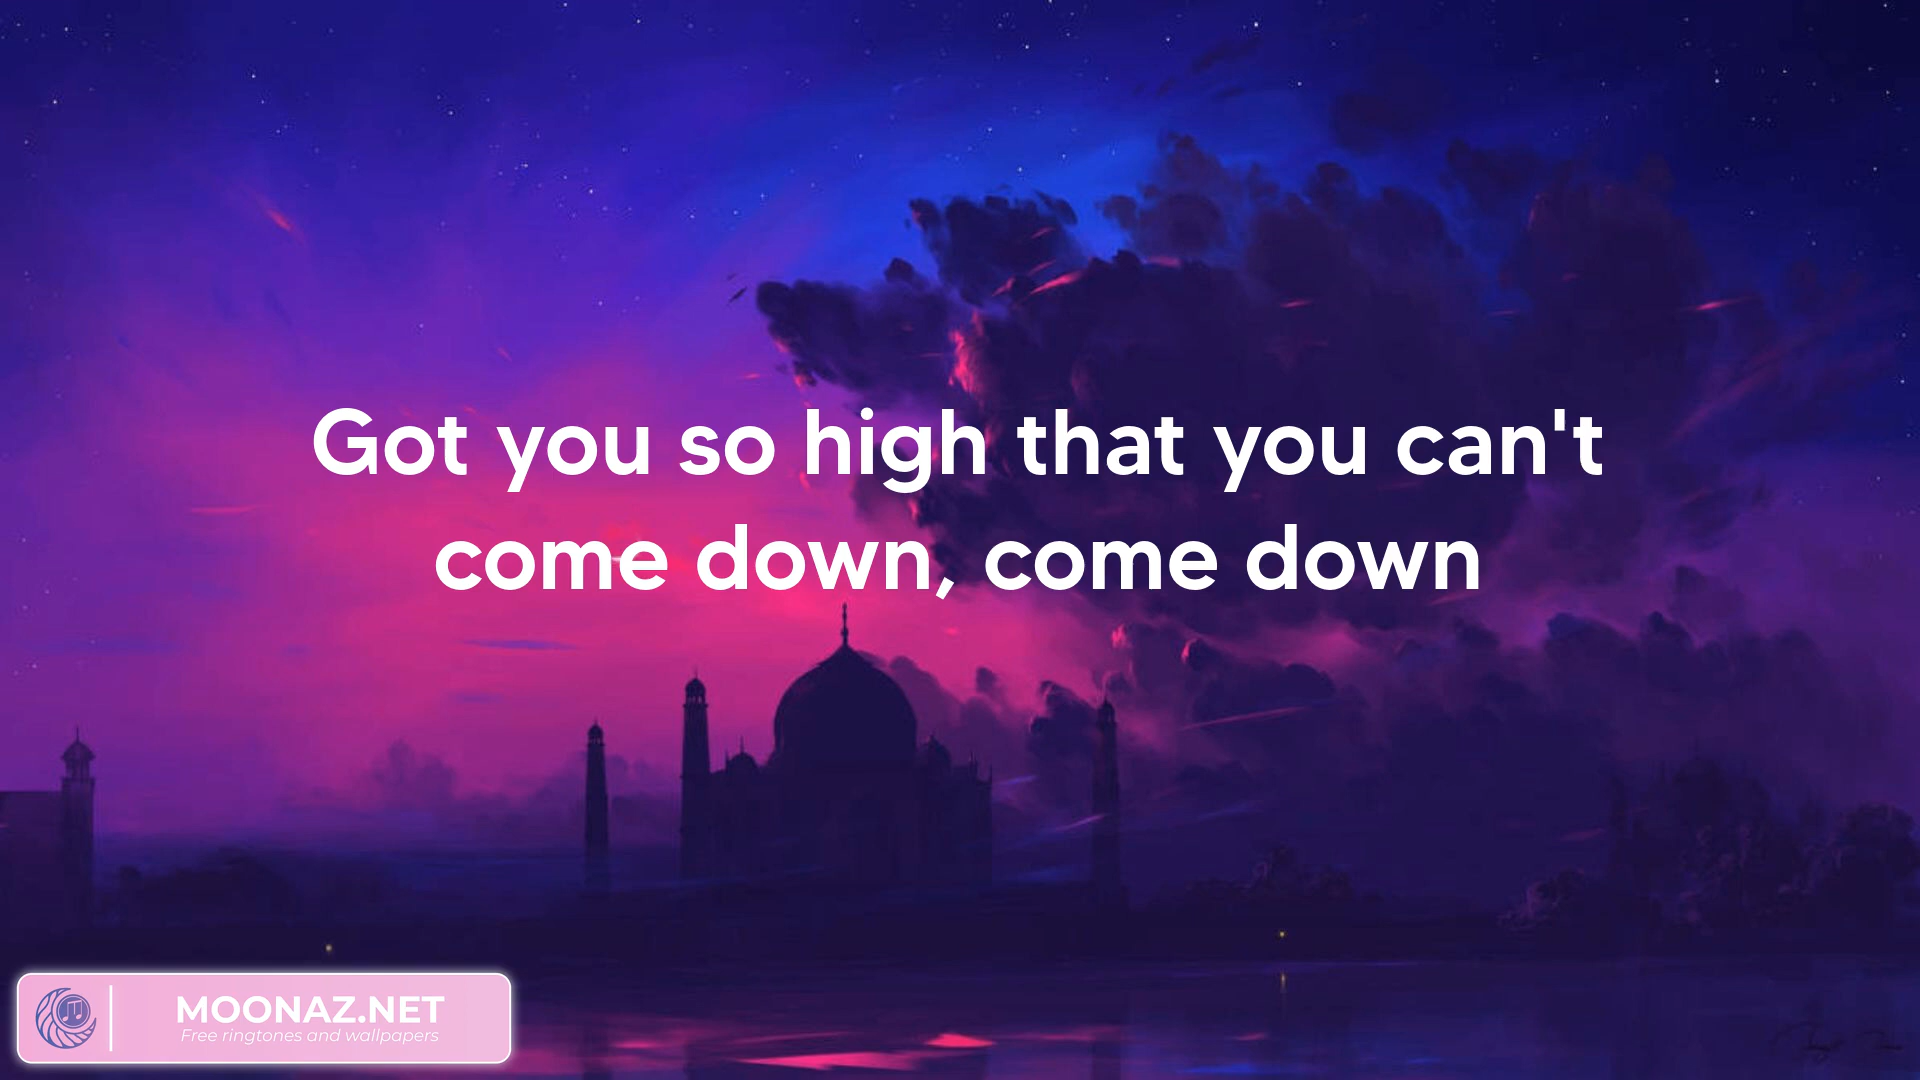 Got you so high that you can't
come down, come down
MOONAZ.NET
Free ringtones and wallpapers